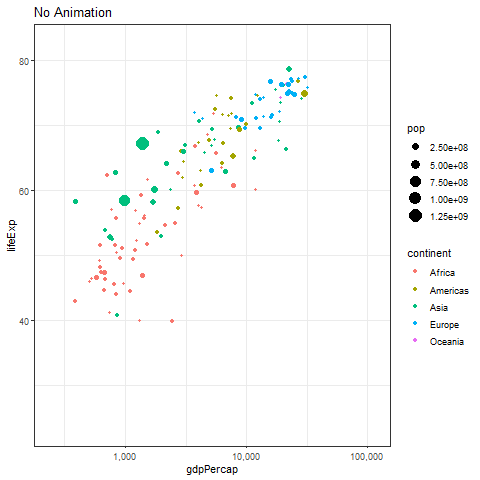 No Animation
80
60
40
lifeExp
1,000
10,000
100,000
gdpPercap
pop
2.50e+08
5.00e+08
7.50e+08
1.00e+09
1.25e+09
continent
Africa
Americas
Asia
Europe
Oceania